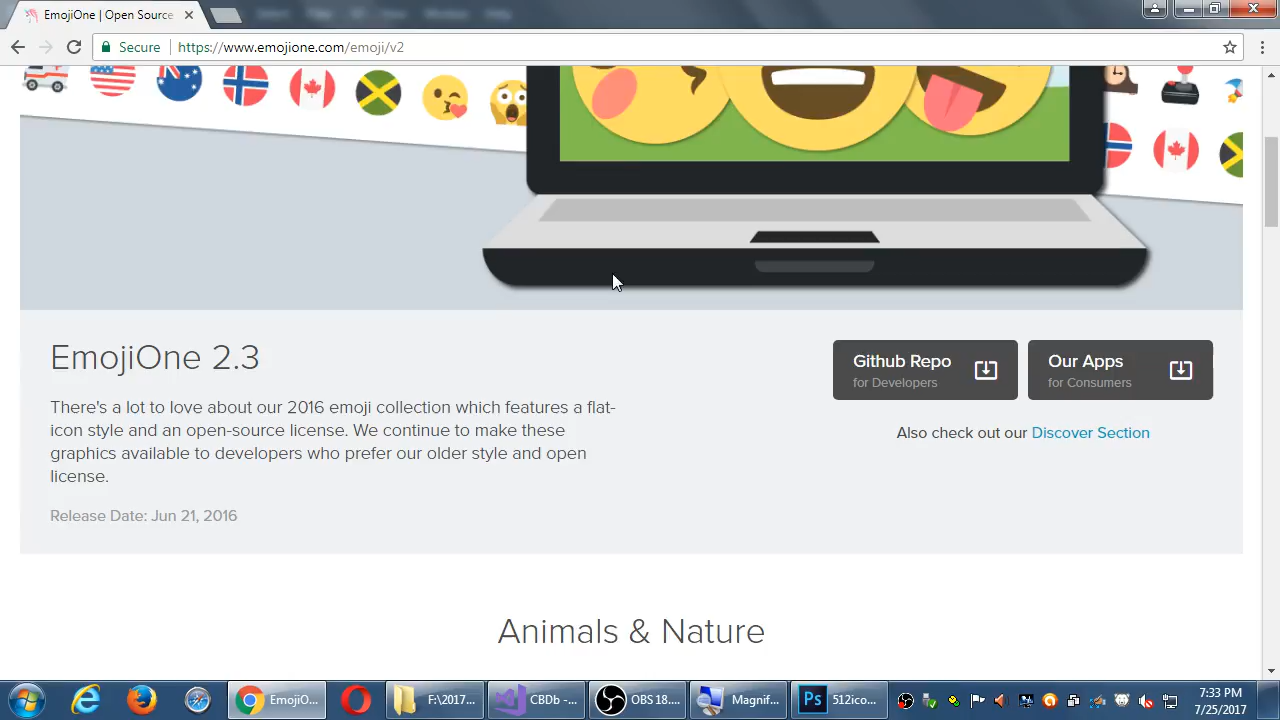 EmojiOne | Open Source
Secure
https://www.emojione.com/emoji/v2
EmojiOne 2.3
There's a lot to love about our 2016 emoji collection which features a flat-
icon style and an open-source license. We continue to make these
graphics available to developers who prefer our older style and open
license.
Release Date: Jun 21, 2016
Github Repo
for Developers
Our Apps
for Consumers
Also check out our Discover Section
Animals & Nature
EmojiO...
F:\2017...
CBDb -...
OBS 18....
Magnif...
Ps
512ico...
7:33 PM
7/25/2017